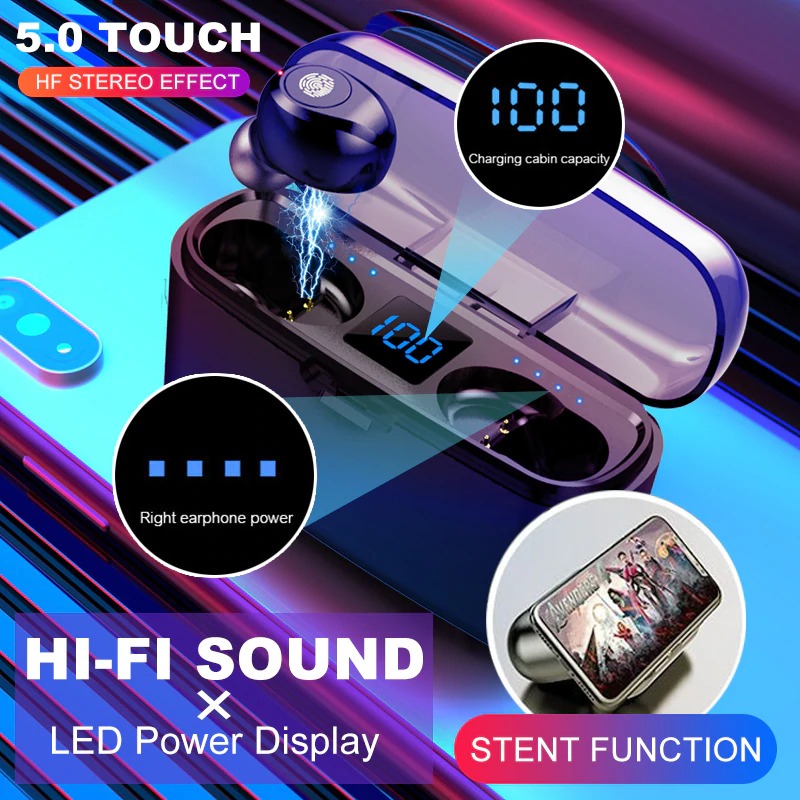 5.0 TOUCH
HF STEREO EFFECT
100
Charging cabin capacity
100
Right earphone power
AVENGERS
HI-FI SOUND
×
LED Power Display
STENT FUNCTION